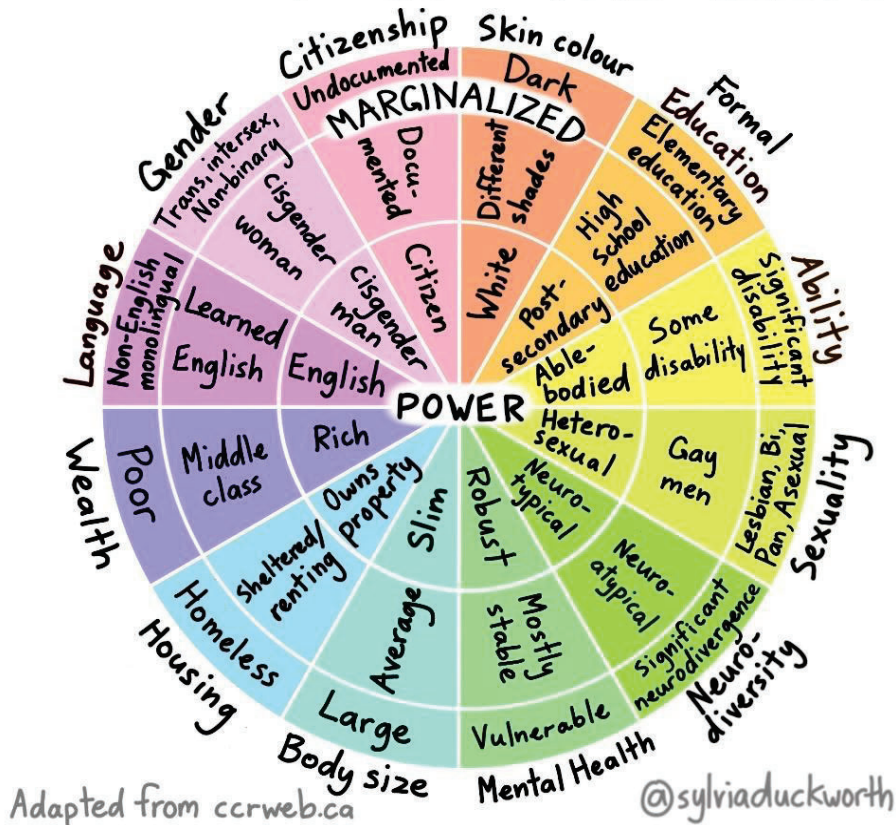 Citizenship
Undocumented
Docu-
mented
Citizen
Skin colour
Dark
Different
shades
White
Formal
Education
Elementary
education
High
school
education
Post-
secondary
Ability
Significant
disability
Some
disability
Able-
bodied
Sexuality
Lesbian, Bi,
Pan, Asexual
Gay
men
Hetero-
sexual
Neuro-
diversity
Significant
neurodivergence
Neuro-
atypical
Neuro-
typical
Mental Health
Vulnerable
Mostly
stable
Robust
Body size
Large
Average
Slim
Housing
Homeless
Sheltered/
renting
Owns
property
Wealth
Poor
Middle
class
Rich
Language
Non-English
monolingual
Learned
English
English
Gender
Trans, intersex,
Non-binary
cisgender
woman
cisgender
man
MARGINALIZED
POWER
Adapted from ccrweb.ca
@sylviaduckworth